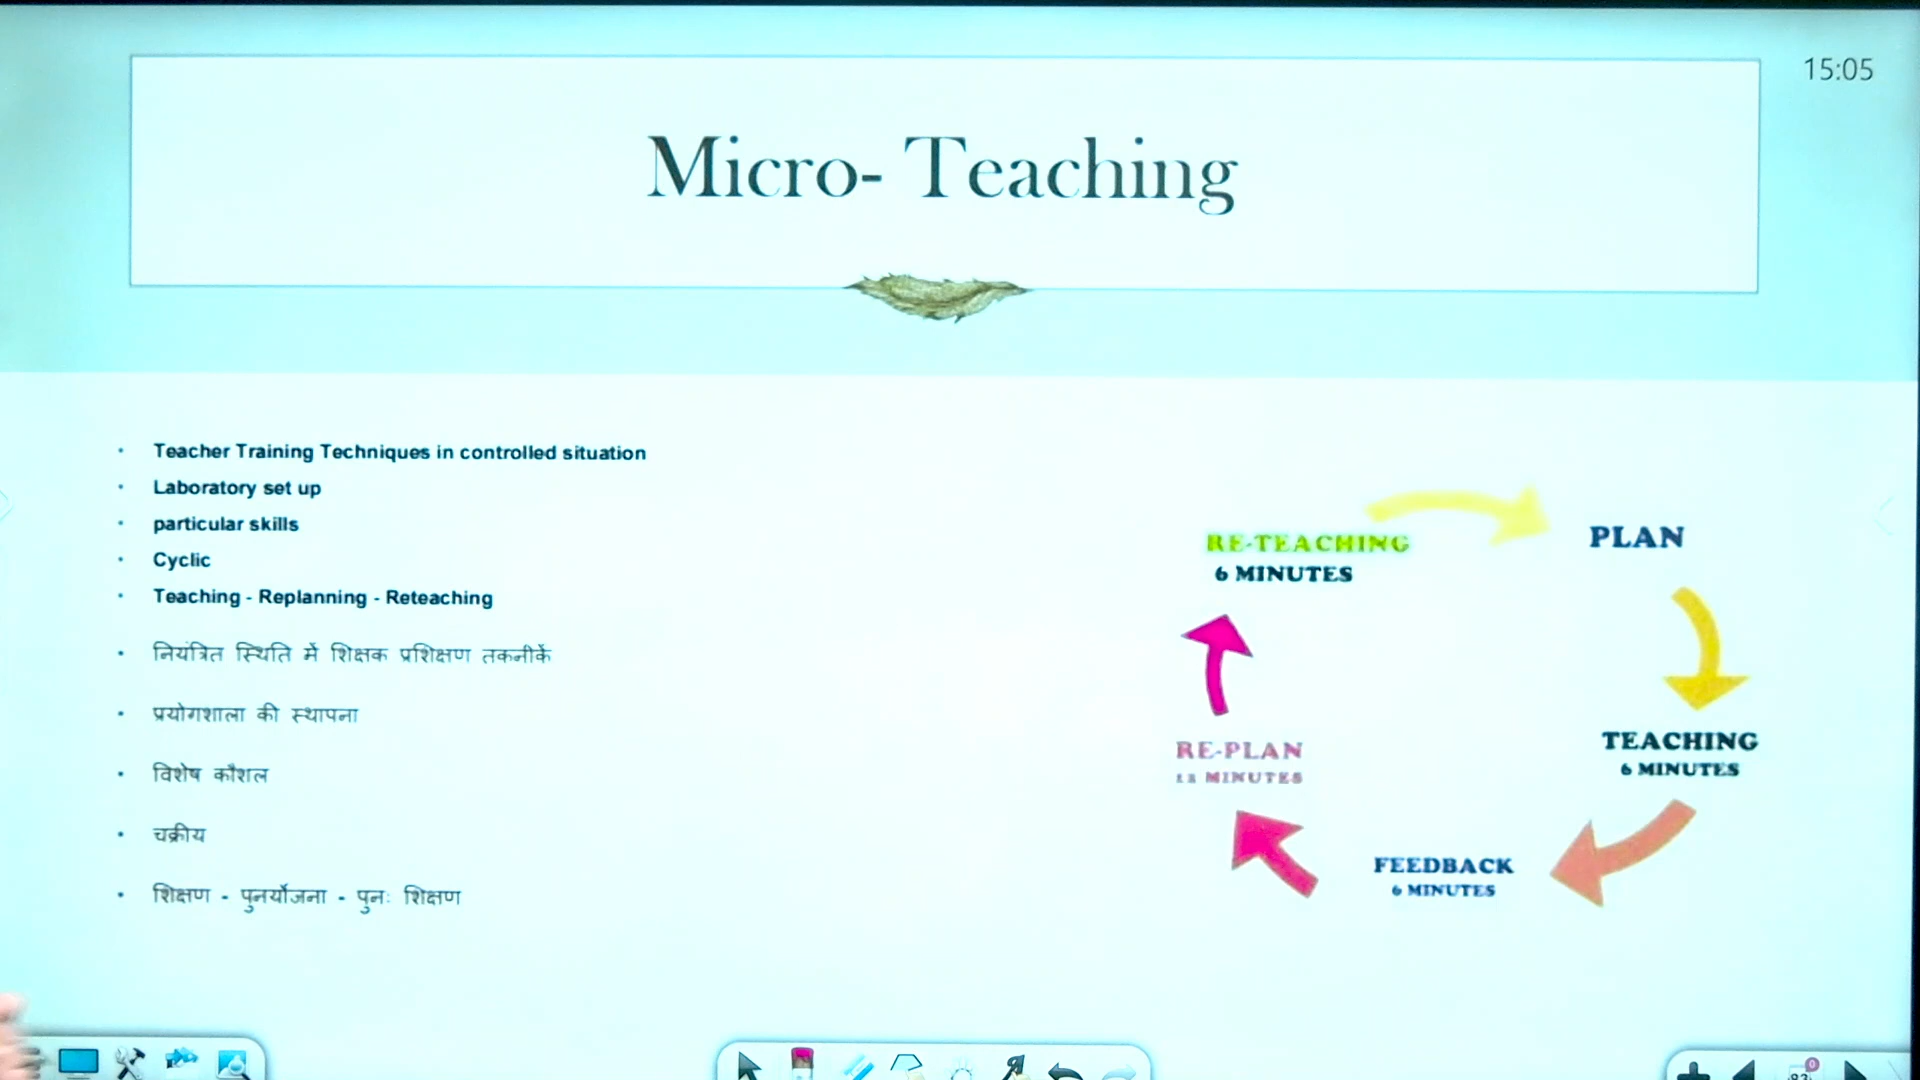 15:05
Micro- Teaching
• Teacher Training Techniques in controlled situation
• Laboratory set up
• particular skills
• Cyclic
• Teaching - Replanning - Reteaching
• नियंत्रित स्थिति में शिक्षक प्रशिक्षण तकनीकें
• प्रयोगशाला की स्थापना
• विशेष कौशल
• चक्रीय
• शिक्षण - पुनर्योजना - पुनः शिक्षण
RE-TEACHING
6 MINUTES
PLAN
TEACHING
6 MINUTES
FEEDBACK
6 MINUTES
RE-PLAN
MINUTES